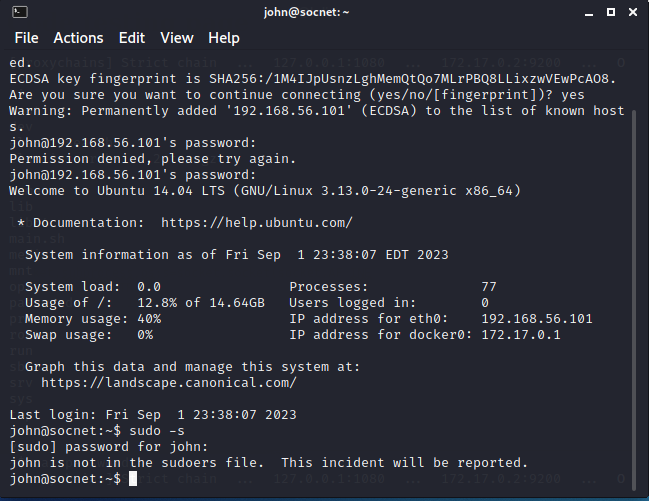 john@socnet: ~
File Actions Edit View Help
ed.
ECDSA key fingerprint is SHA256:/1M4IJpUsnzLghMemQtQo7MLrPBQ8LLixzwVEwPcAO8.
Are you sure you want to continue connecting (yes/no/[fingerprint])? yes
Warning: Permanently added '192.168.56.101' (ECDSA) to the list of known host
s.
john@192.168.56.101's password:
Permission denied, please try again.
john@192.168.56.101's password:
Welcome to Ubuntu 14.04 LTS (GNU/Linux 3.13.0-24-generic x86_64)
* Documentation:  https://help.ubuntu.com/
System information as of Fri Sep  1 23:38:07 EDT 2023
System load:  0.0               Processes:              77
Usage of /:   12.8% of 14.64GB   Users logged in:        0
Memory usage: 40%               IP address for eth0:    192.168.56.101
Swap usage:   0%                IP address for docker0: 172.17.0.1
Graph this data and manage this system at:
https://landscape.canonical.com/
Last login: Fri Sep  1 23:38:07 2023
john@socnet:~$ sudo -s
[sudo] password for john:
john is not in the sudoers file.  This incident will be reported.
john@socnet:~$